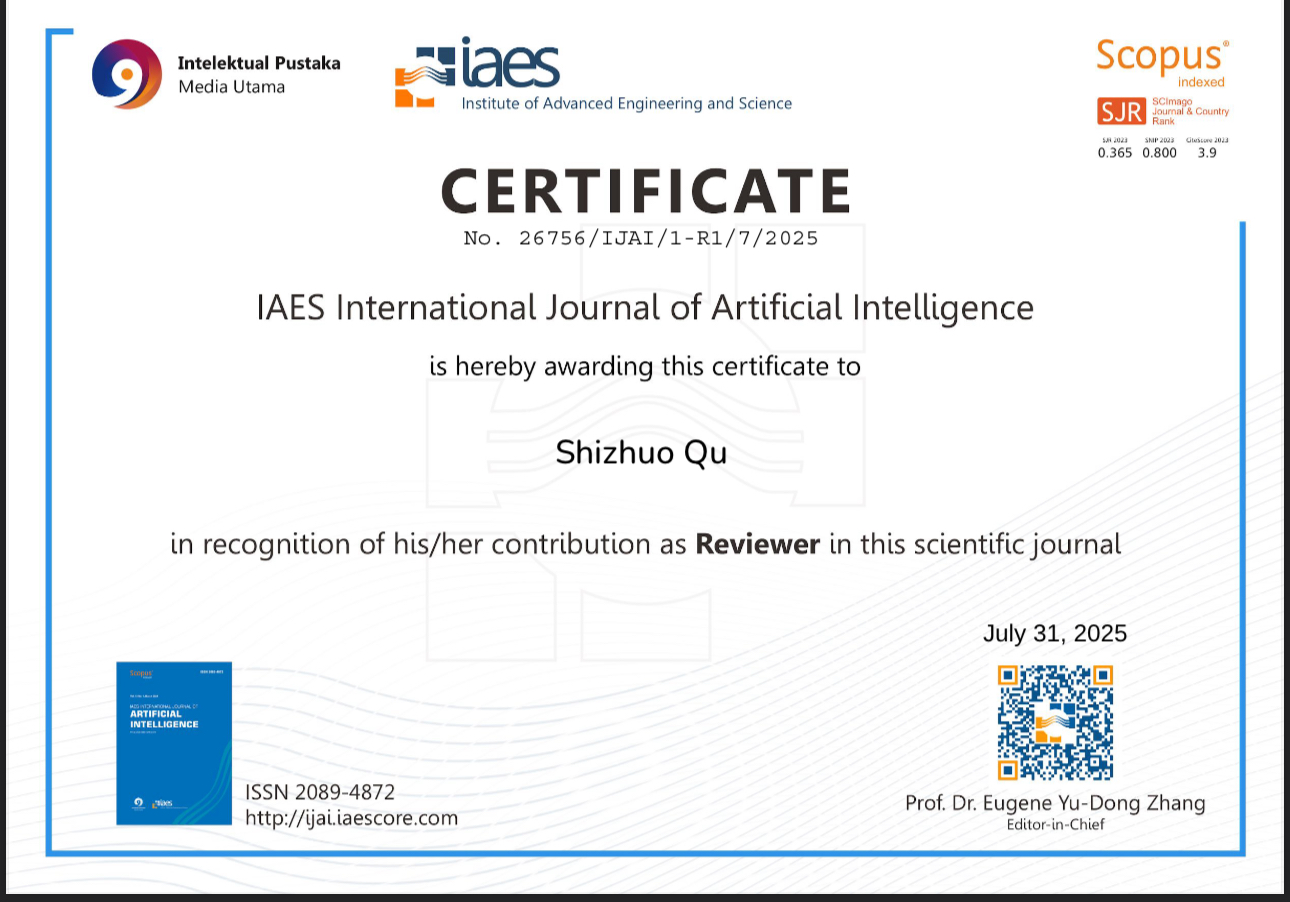 Intelektual Pustaka
Media Utama
iaes
Institute of Advanced Engineering and Science
Scopus®
indexed
SJR
SCImago
Journal & Country
Rank
SJR 2023 SNIP 2023 CiteScore 2023
0.365 0.800 3.9
CERTIFICATE
No. 26756/IJAI/1-R1/7/2025
IAES International Journal of Artificial Intelligence
is hereby awarding this certificate to
Shizhuo Qu
in recognition of his/her contribution as Reviewer in this scientific journal
July 31, 2025
Scopus
IAES INTERNATIONAL JOURNAL OF
ARTIFICIAL
INTELLIGENCE
iaes
ISSN 2089-4872
http://ijai.iaescore.com
Prof. Dr. Eugene Yu-Dong Zhang
Editor-in-Chief